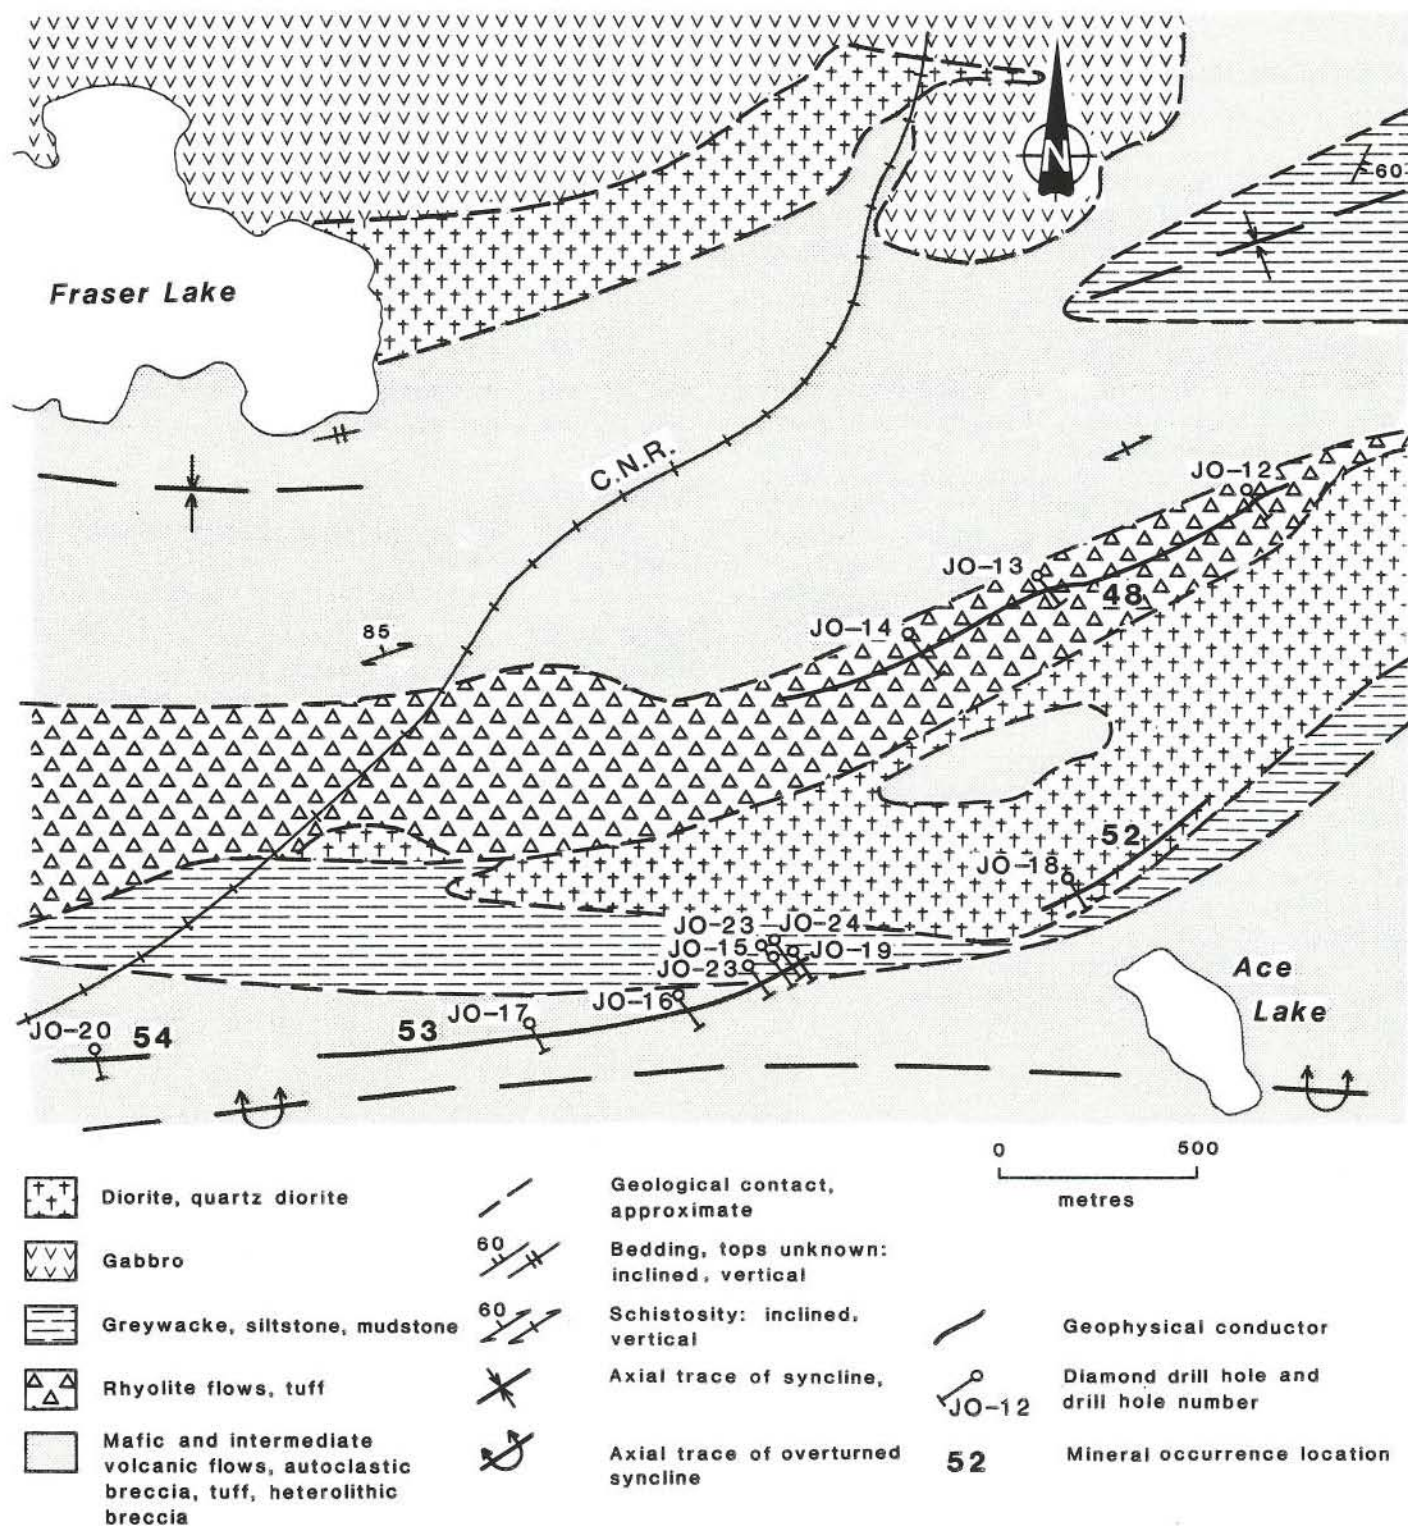 N
60
Fraser Lake
C.N.R.
JO-12
JO-13
48
JO-14
85
52
JO-18
JO-23
JO-24
JO-15
JO-19
JO-23
JO-16
Ace
Lake
JO-17
JO-20
54
53
0 500
metres
Diorite, quartz diorite
Gabbro
Greywacke, siltstone, mudstone
Rhyolite flows, tuff
Mafic and intermediate
volcanic flows, autoclastic
breccia, tuff, heterolithic
breccia
Geological contact,
approximate
60
Bedding, tops unknown:
inclined, vertical
60
Schistosity: inclined,
vertical
Axial trace of syncline,
Axial trace of overturned
syncline
Geophysical conductor
JO-12
Diamond drill hole and
drill hole number
52
Mineral occurrence location